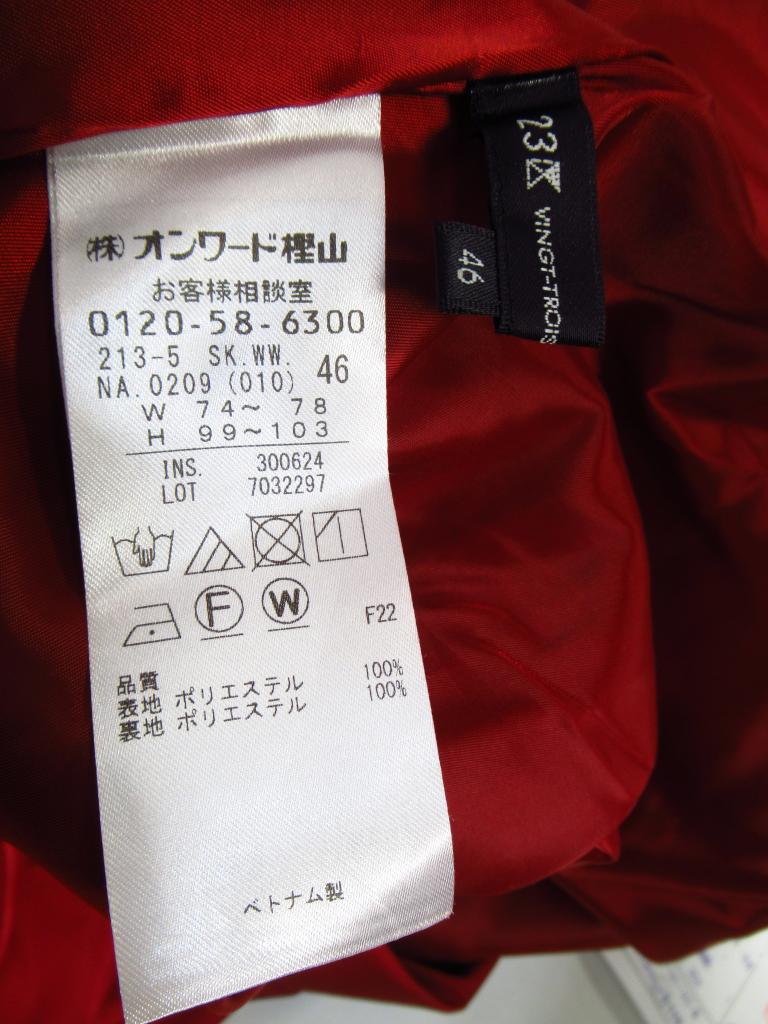 (株)オンワード樫山
お客様相談室
0120-58-6300
213-5 SK.WW.
NA.0209 (010) 46
W 74~ 78
H 99~103
INS. 300624
LOT 7032297
F W
F22
品質
表地 ポリエステル 100%
裏地 ポリエステル 100%
ベトナム製
23区 VINGT-TROIS
46